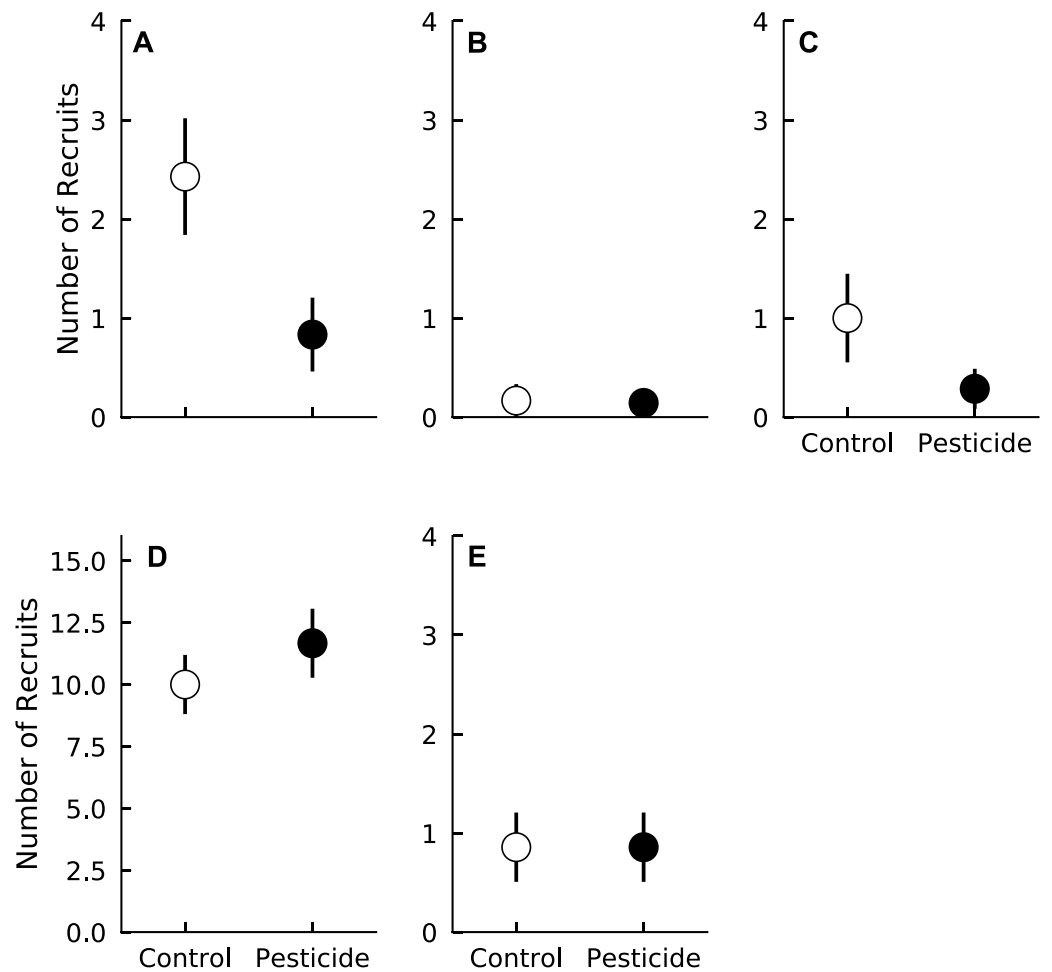 A
B
C
Number of Recruits
4
3
2
1
0
4
3
2
1
0
4
3
2
1
0
Control Pesticide
D
E
Number of Recruits
15.0
12.5
10.0
7.5
5.0
2.5
0.0
4
3
2
1
0
Control Pesticide
Control Pesticide